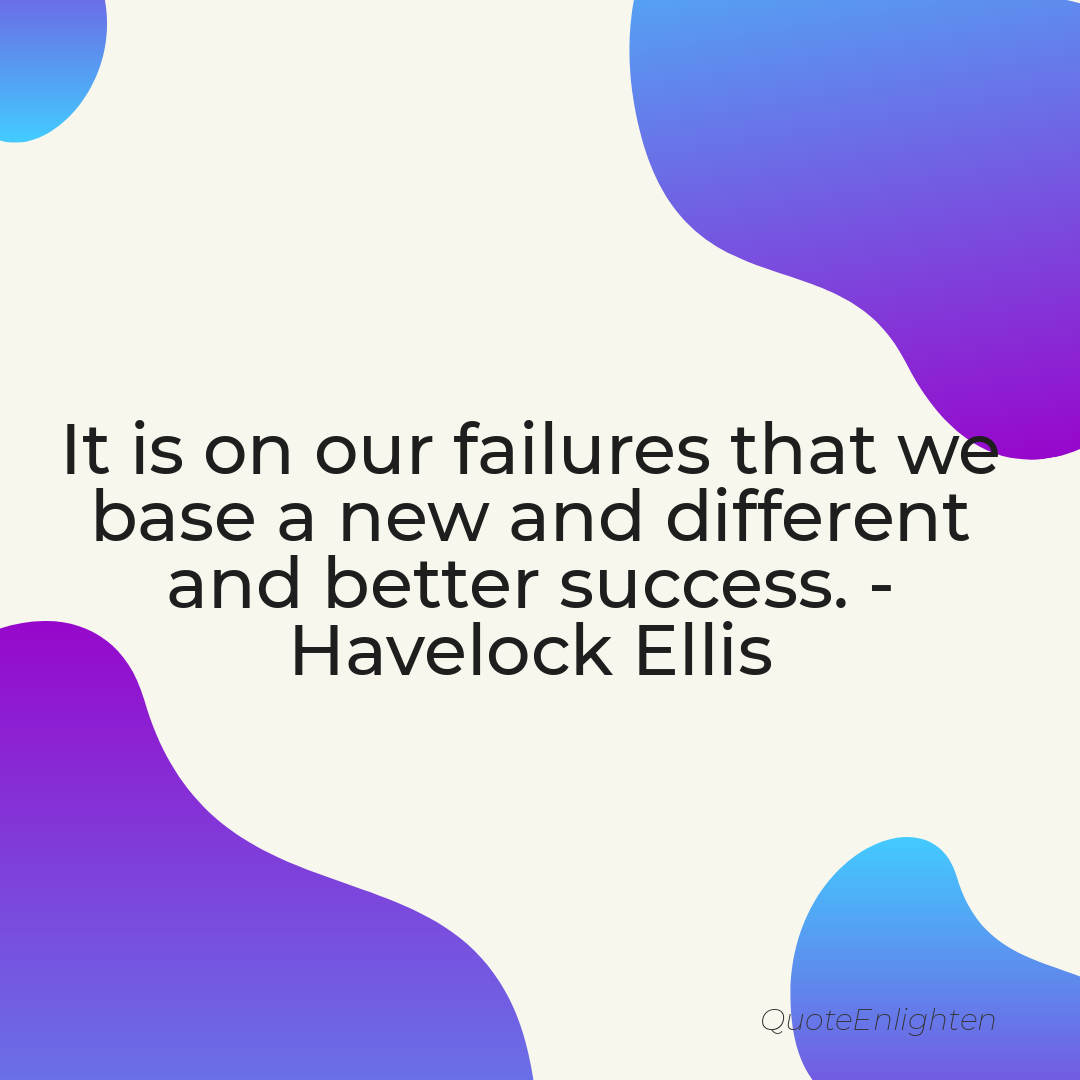 It is on our failures that we
base a new and different
and better success. -
Havelock Ellis
QuoteEnlighten